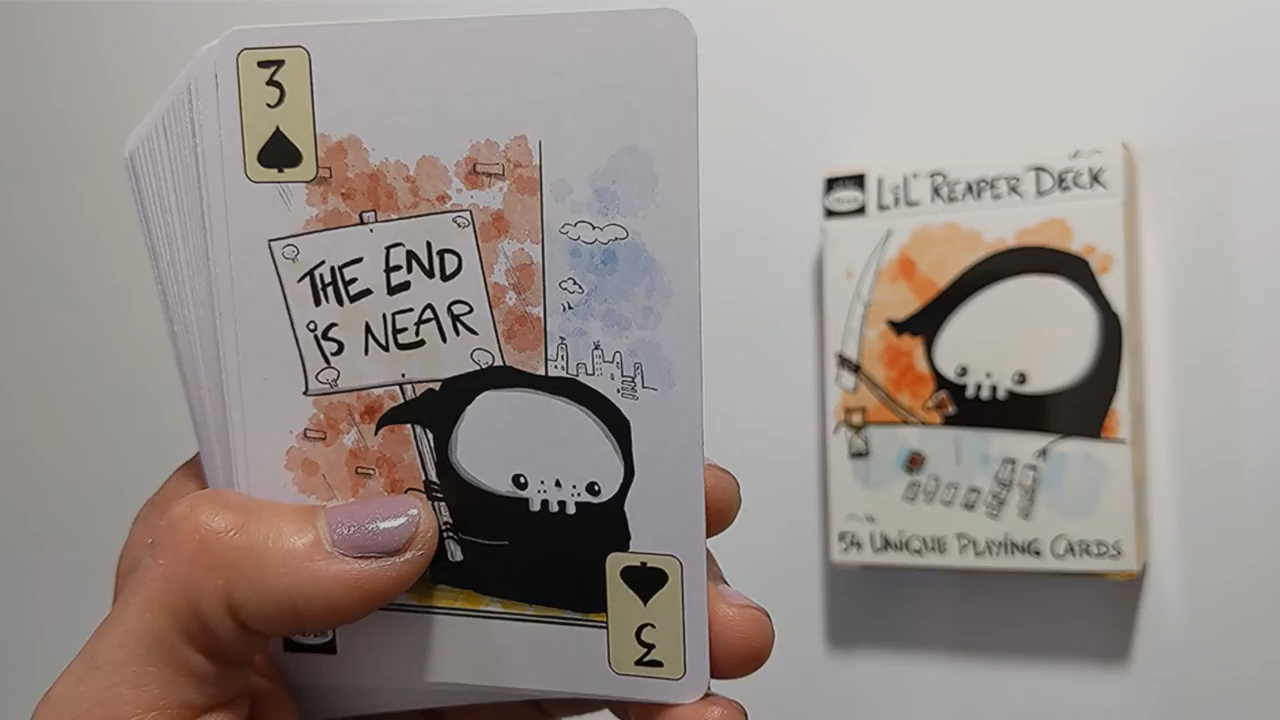 3
THE END
iS NEAR
3
LiL' REAPER DECK
54 UNIQUE PLAYING CARDS